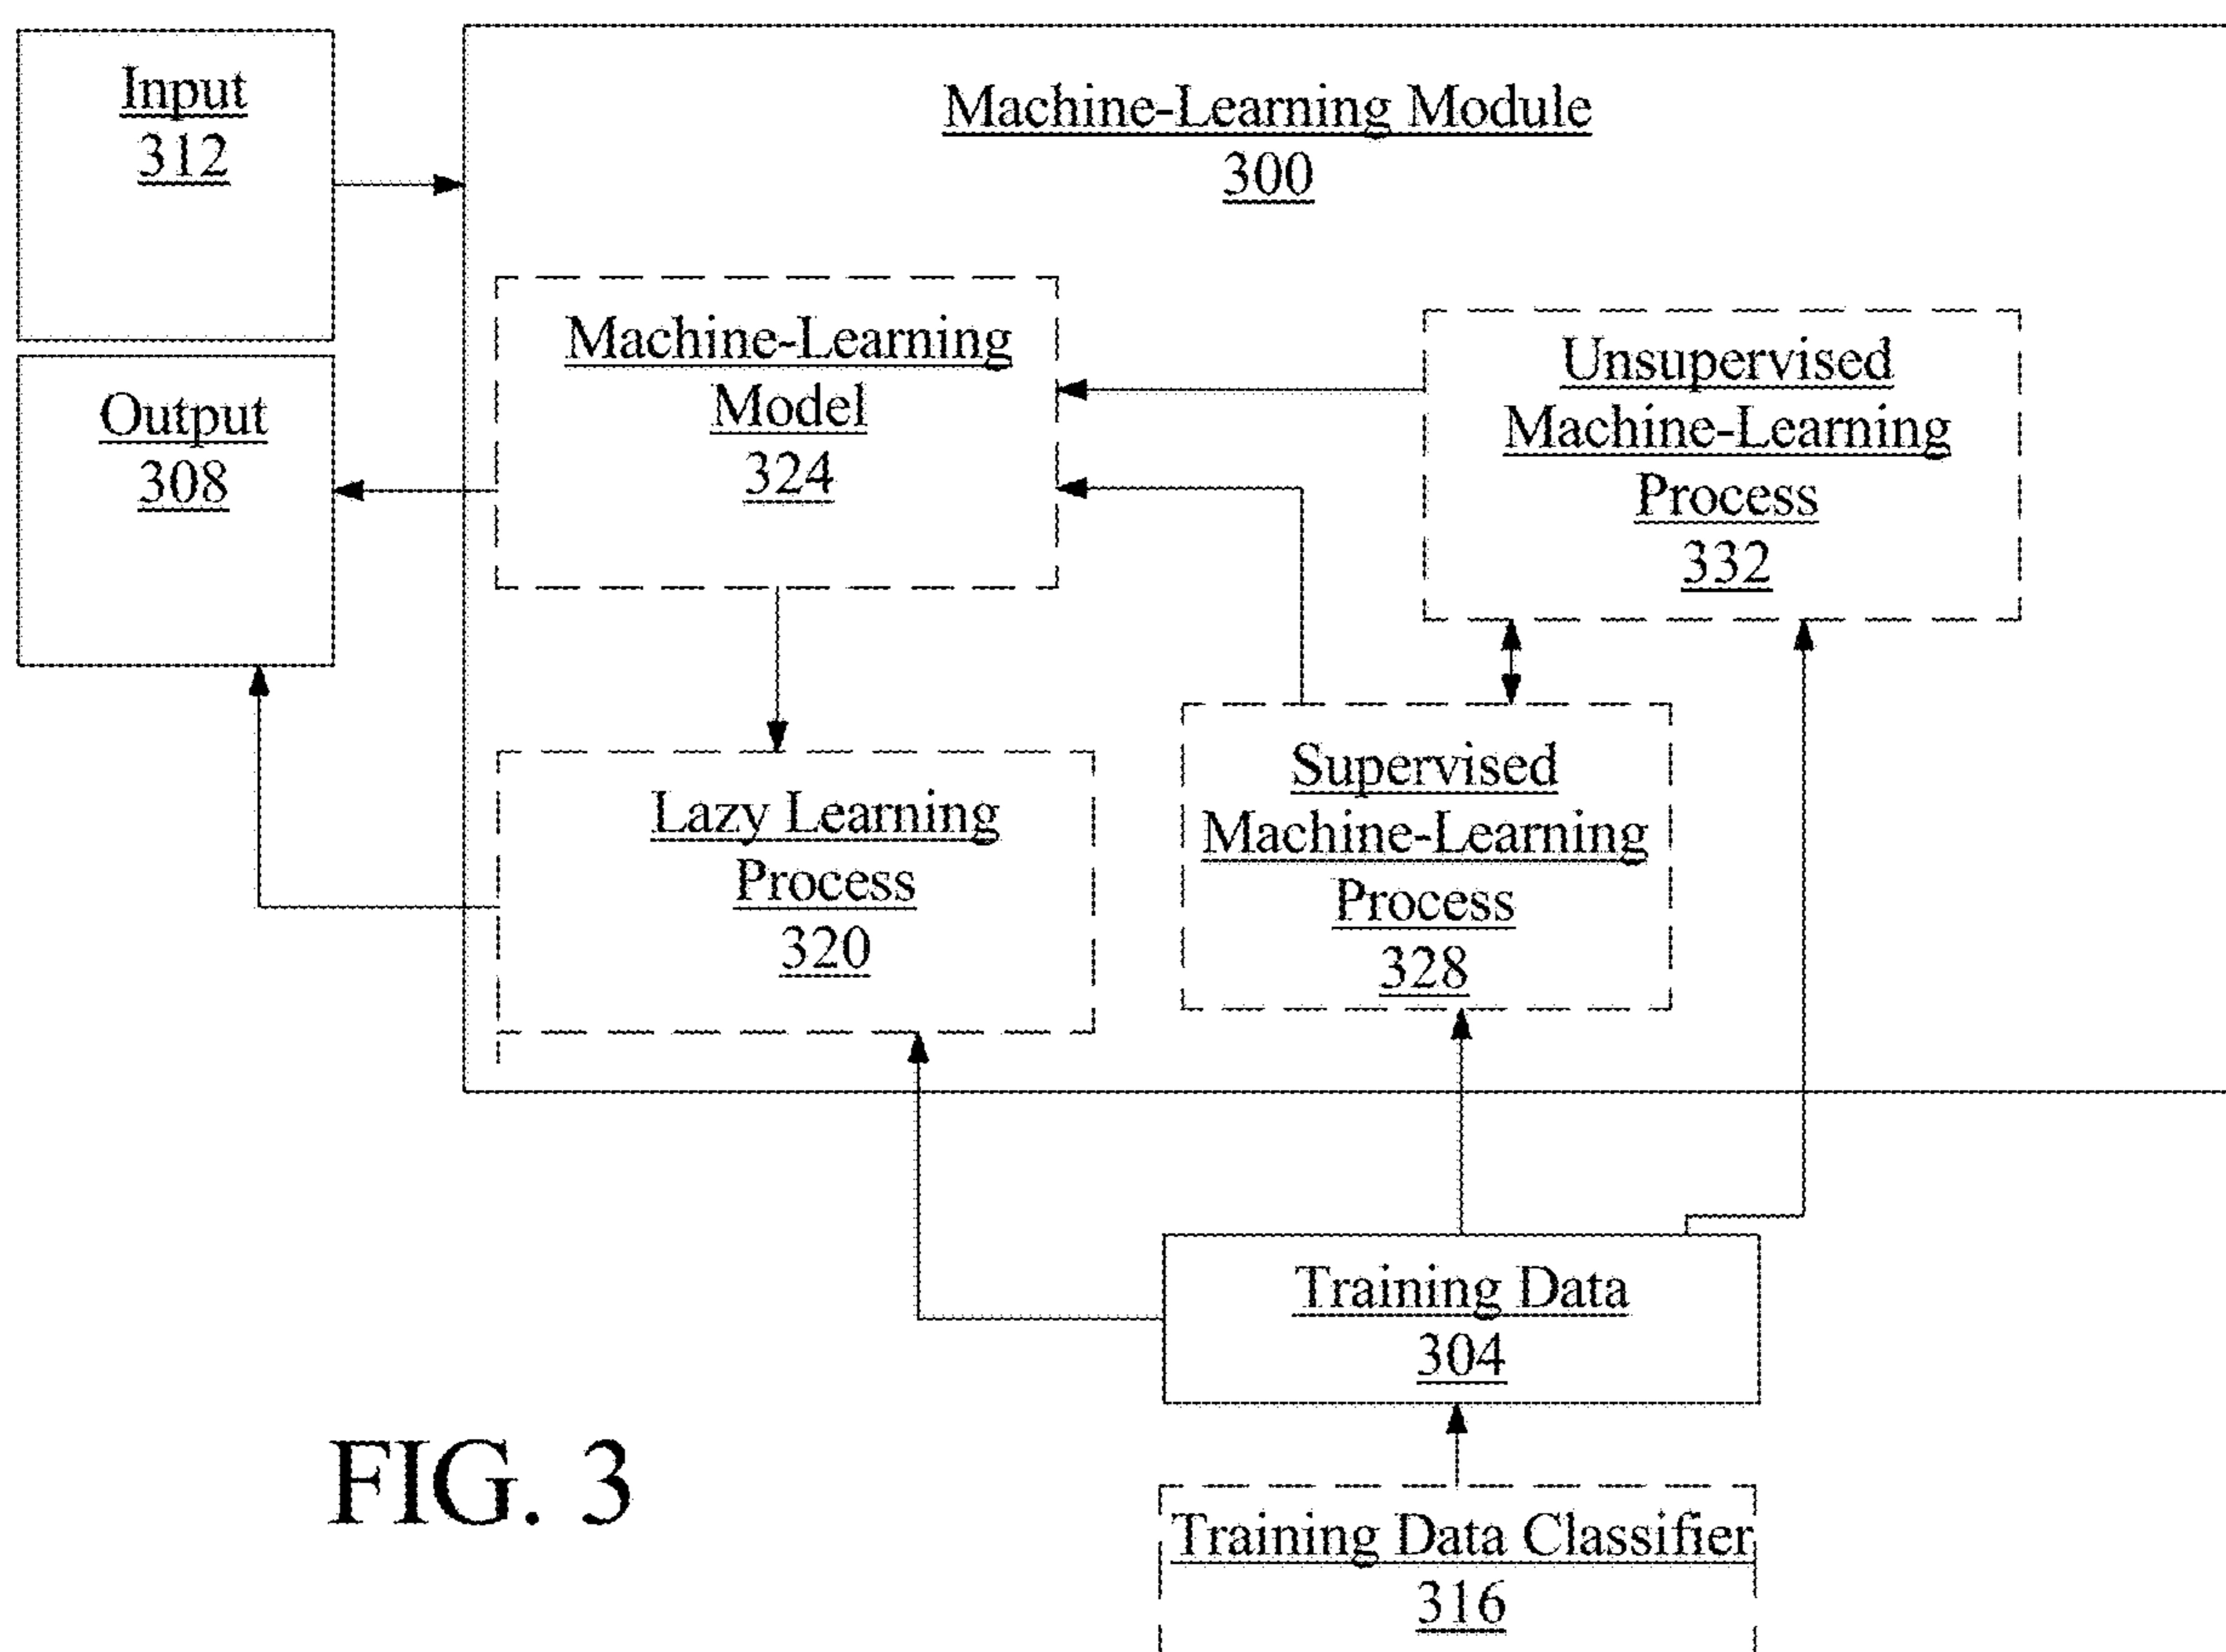 Input
312
Machine-Learning Module
300
Output
308
Machine-Learning
Model
324
Unsupervised
Machine-Learning
Process
332
Lazy Learning
Process
320
Supervised
Machine-Learning
Process
328
Training Data
304
Training Data Classifier
316
FIG. 3